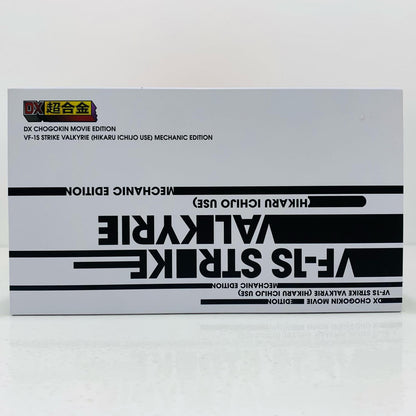 DX超合金
DX CHOGOKIN MOVIE EDITION
VF-1S STRIKE VALKYRIE (HIKARU ICHIJO USE) MECHANIC EDITION
DX CHOGOKIN MOVIE EDITION
VF-1S STRIKE VALKYRIE (HIKARU ICHIJO USE)
MECHANIC EDITION
VF-1S STRIKE
VALKYRIE
(HIKARU ICHIJO USE)
MECHANIC EDITION